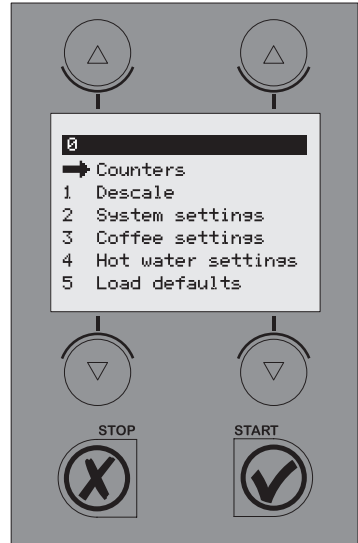 0
Counters
1 Descale
2 System settings
3 Coffee settings
4 Hot water settings
5 Load defaults
STOP START